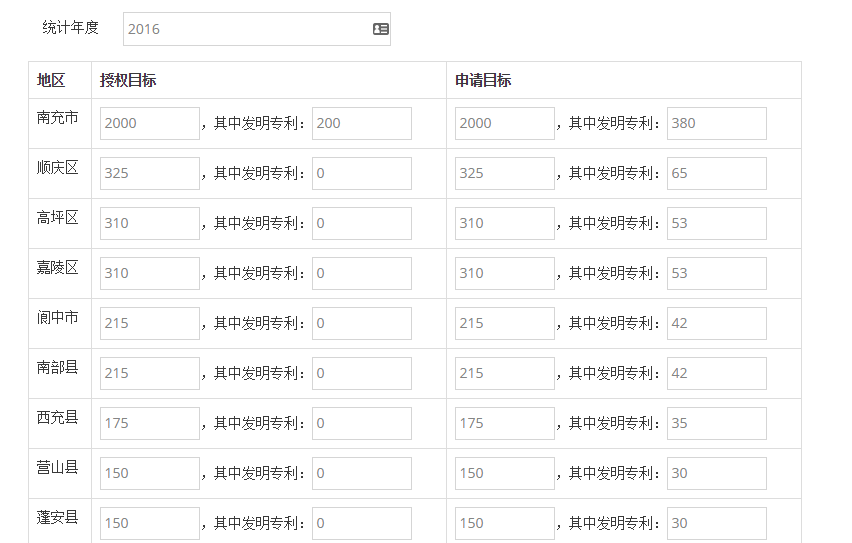 统计年度 2016
地区 授权目标 申请目标
南充市 2000 ，其中发明专利： 200 2000 ，其中发明专利： 380
顺庆区 325 ，其中发明专利： 0 325 ，其中发明专利： 65
高坪区 310 ，其中发明专利： 0 310 ，其中发明专利： 53
嘉陵区 310 ，其中发明专利： 0 310 ，其中发明专利： 53
阆中市 215 ，其中发明专利： 0 215 ，其中发明专利： 42
南部县 215 ，其中发明专利： 0 215 ，其中发明专利： 42
西充县 175 ，其中发明专利： 0 175 ，其中发明专利： 35
营山县 150 ，其中发明专利： 0 150 ，其中发明专利： 30
蓬安县 150 ，其中发明专利： 0 150 ，其中发明专利： 30